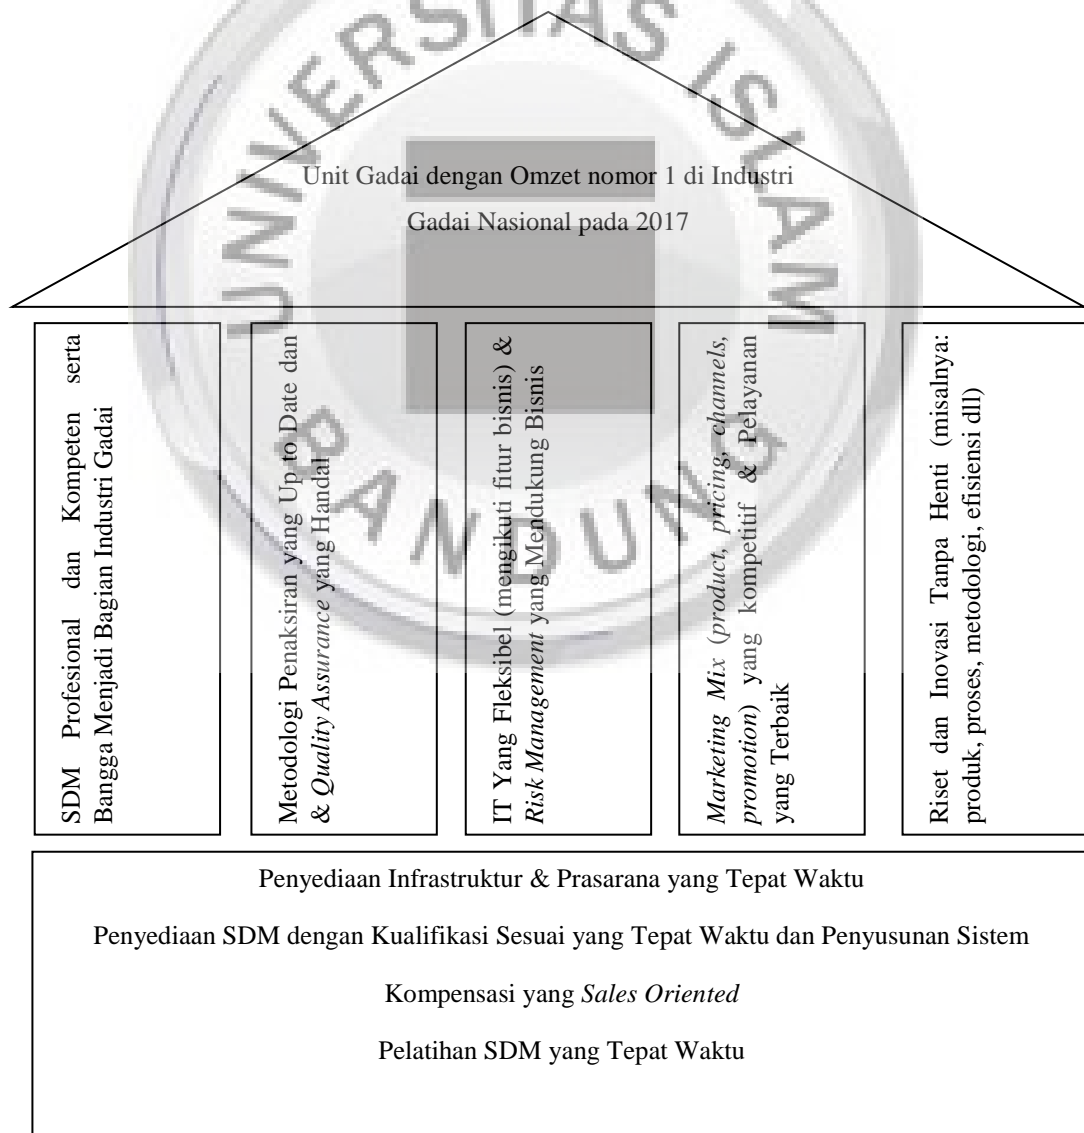 UNIVERSITAS ISLAM
BANDUNG
Unit Gadai dengan Omzet nomor 1 di Industri
Gadai Nasional pada 2017
SDM Profesional dan Kompeten serta
Bangga Menjadi Bagian Industri Gadai
Metodologi Penaksiran yang Up to Date dan
& Quality Assurance yang Handal
IT Yang Fleksibel (mengikuti fitur bisnis) &
Risk Management yang Mendukung Bisnis
Marketing Mix (product, pricing, channels,
promotion) yang kompetitif & Pelayanan
yang Terbaik
Riset dan Inovasi Tanpa Henti (misalnya:
produk, proses, metodologi, efisiensi dll)
Penyediaan Infrastruktur & Prasarana yang Tepat Waktu
Penyediaan SDM dengan Kualifikasi Sesuai yang Tepat Waktu dan Penyusunan Sistem
Kompensasi yang Sales Oriented
Pelatihan SDM yang Tepat Waktu